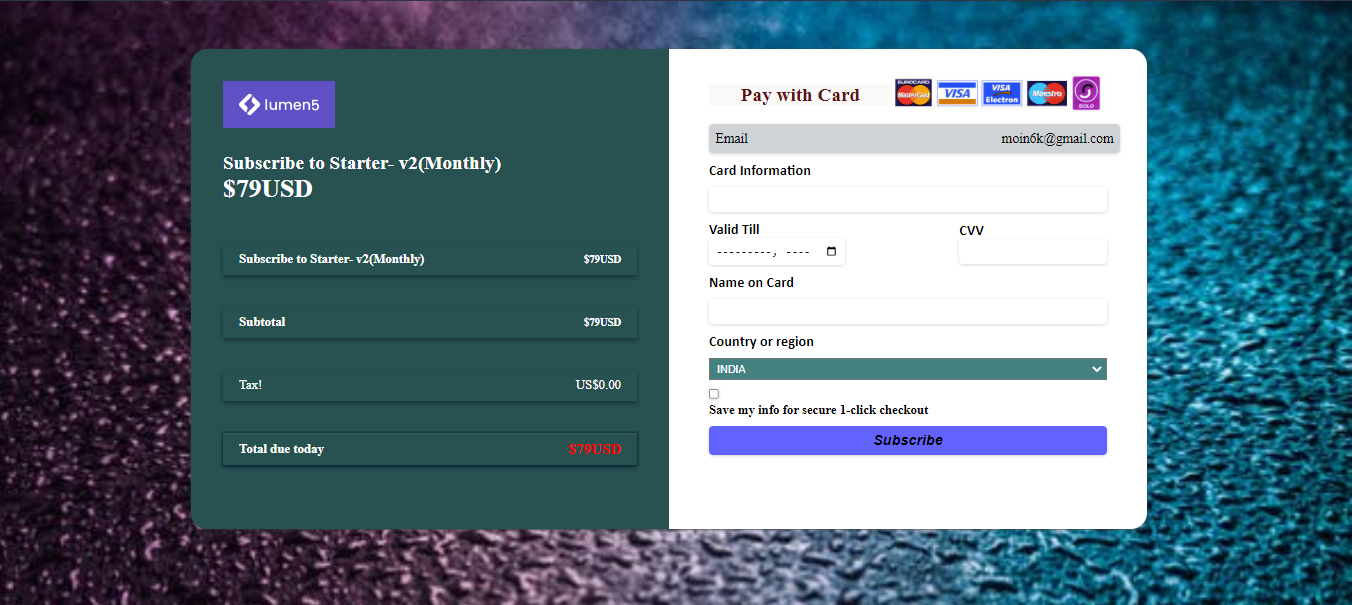 lumen5
Subscribe to Starter- v2(Monthly)
$79USD
Subscribe to Starter- v2(Monthly) $79USD
Subtotal $79USD
Tax! US$0.00
Total due today $79USD
Pay with Card
EUROCARD
MasterCard
VISA
VISA
Electron
Maestro
SOLO
Email moin6k@gmail.com
Card Information
Valid Till CVV
---------, ----
Name on Card
Country or region
INDIA
Save my info for secure 1-click checkout
Subscribe